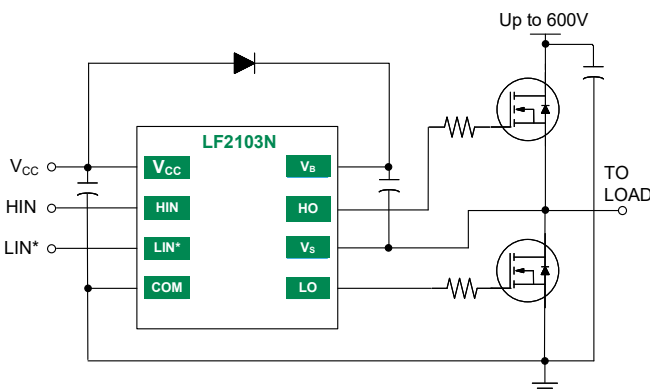 Up to 600V
LF2103N
VCC
VCC
VB
HIN
HIN
HO
TO
LOAD
LIN*
LIN*
VS
COM
LO